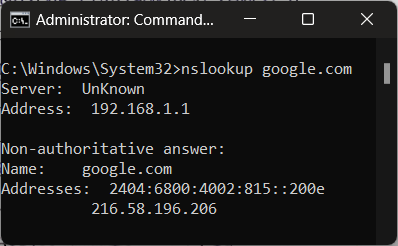 Administrator: Command...
C:\Windows\System32>nslookup google.com
Server:  UnKnown
Address:  192.168.1.1
Non-authoritative answer:
Name:    google.com
Addresses:  2404:6800:4002:815::200e
216.58.196.206